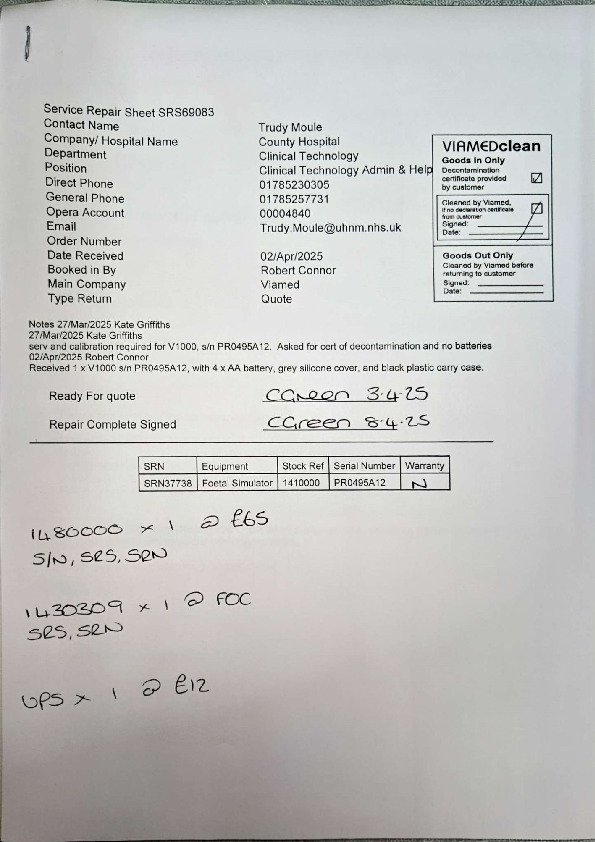 Service Repair Sheet SRS69083
Contact Name Trudy Moule
Company/ Hospital Name County Hospital
Department Clinical Technology
Position Clinical Technology Admin & Help
Direct Phone 01785230305
General Phone 01785257731
Opera Account 00004840
Email Trudy.Moule@uhnm.nhs.uk
Order Number
Date Received 02/Apr/2025
Booked in By Robert Connor
Main Company Viamed
Type Return Quote
VIAMEDclean
Goods In Only
Decontamination
certificate provided
by customer
Cleaned by Viamed,
if no declaration certificate
from customer
Signed:
Date:
Goods Out Only
Cleaned by Viamed before
returning to customer
Signed:
Date:
Notes 27/Mar/2025 Kate Griffiths
27/Mar/2025 Kate Griffiths
serv and calibration required for V1000, s/n PR0495A12. Asked for cert of decontamination and no batteries
02/Apr/2025 Robert Connor
Received 1 x V1000 s/n PR0495A12, with 4 x AA battery, grey silicone cover, and black plastic carry case.
Ready For quote CGreen 3.4.25
Repair Complete Signed CGreen 8.4.25
SRN Equipment Stock Ref Serial Number Warranty
SRN37738 Foetal Simulator 1410000 PR0495A12 N
1480000 x 1 @ £65
S/N, SRS, SRN
1430309 x 1 @ FOC
SRS, SRN
UPS x 1 @ £12